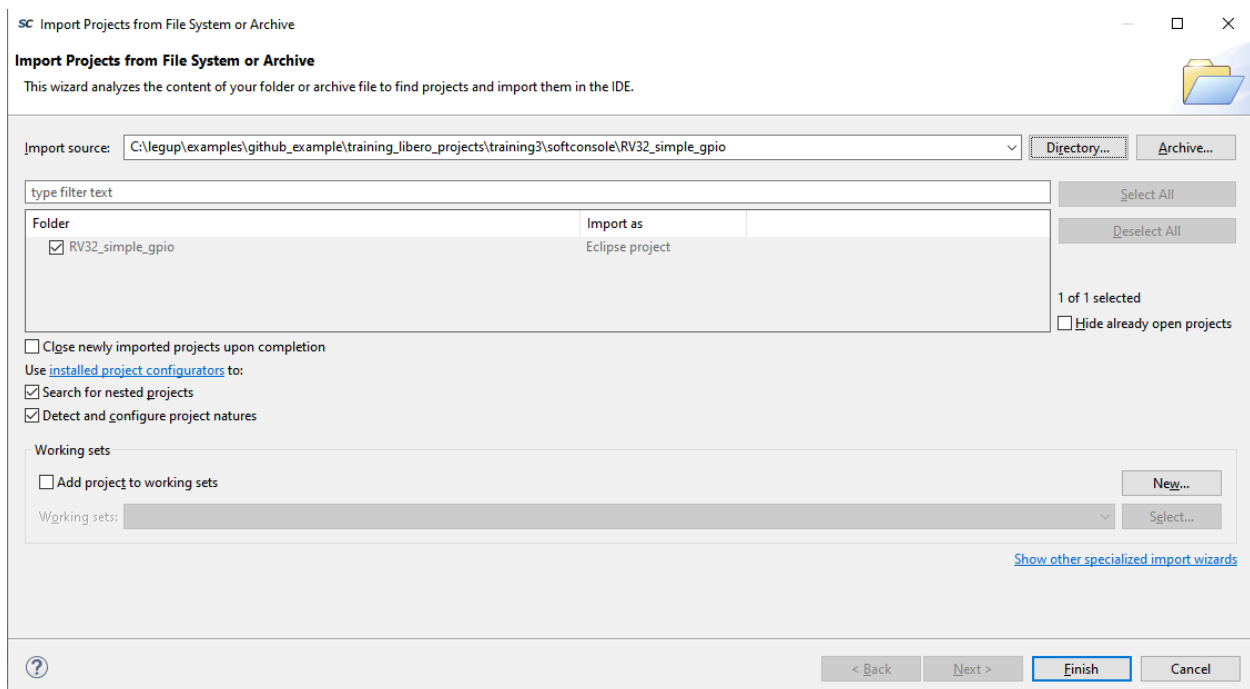 SC Import Projects from File System or Archive
Import Projects from File System or Archive
This wizard analyzes the content of your folder or archive file to find projects and import them in the IDE.
Import source: C:\legup\examples\github_example\training_libero_projects\training3\softconsole\RV32_simple_gpio Directory... Archive...
type filter text Select All
Folder Import as Deselect All
RV32_simple_gpio Eclipse project
1 of 1 selected
Hide already open projects
Close newly imported projects upon completion
Use installed project configurators to:
Search for nested projects
Detect and configure project natures
Working sets
Add project to working sets New...
Working sets: Select...
Show other specialized import wizards
? < Back Next > Finish Cancel